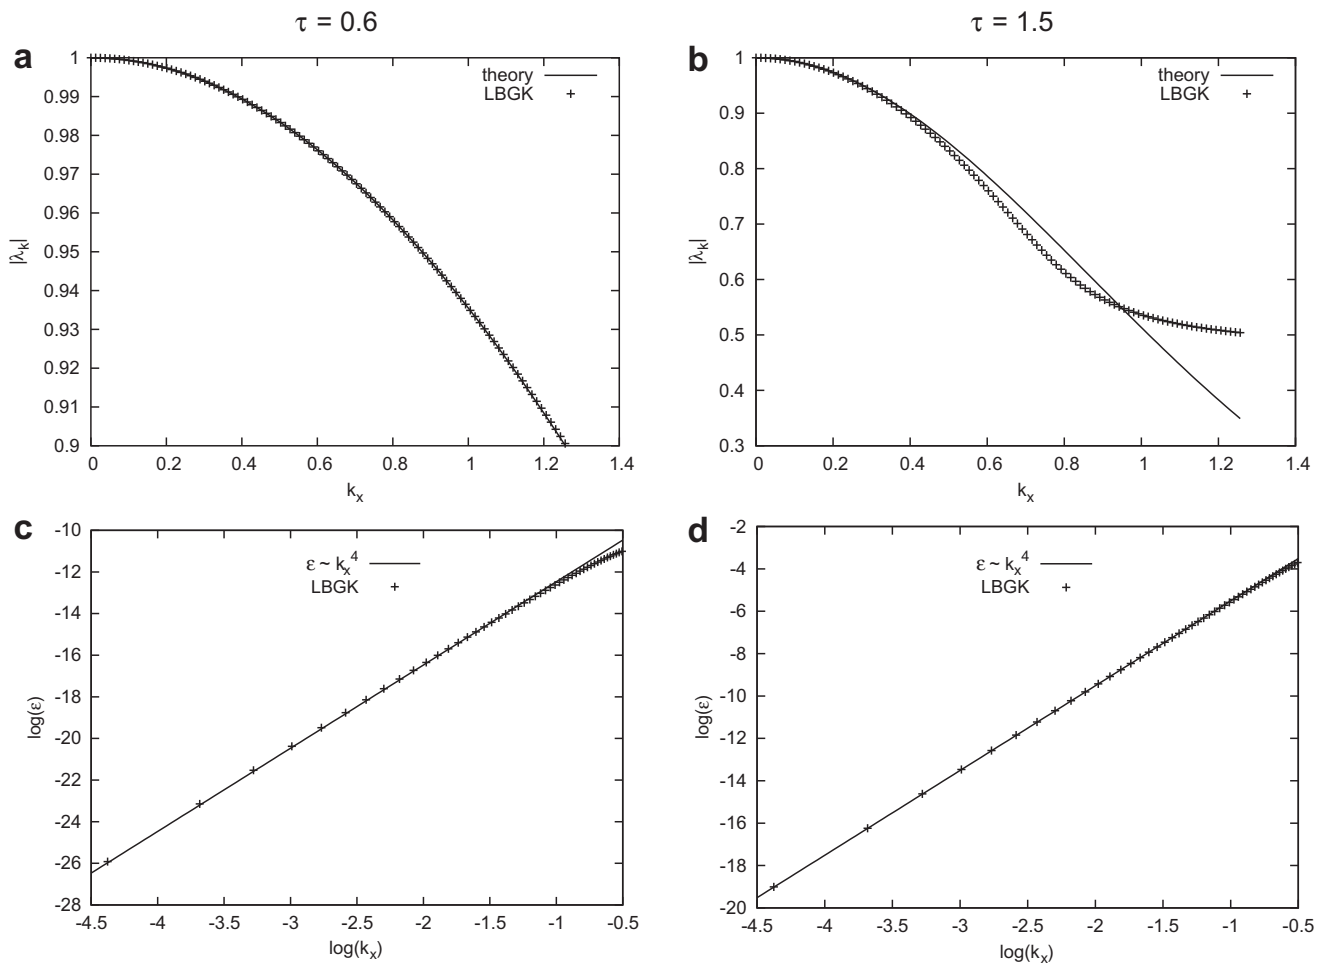 τ = 0.6
τ = 1.5
a
1
0.99
0.98
0.97
0.96
0.95
0.94
0.93
0.92
0.91
0.9
|λk|
theory
LBGK
0 0.2 0.4 0.6 0.8 1 1.2 1.4
kx
b
1
0.9
0.8
0.7
0.6
0.5
0.4
0.3
|λk|
theory
LBGK
0 0.2 0.4 0.6 0.8 1 1.2 1.4
kx
c
-10
-12
-14
-16
-18
-20
-22
-24
-26
-28
log(ε)
ε ~ kx^4
LBGK
-4.5 -4 -3.5 -3 -2.5 -2 -1.5 -1 -0.5
log(kx)
d
-2
-4
-6
-8
-10
-12
-14
-16
-18
-20
log(ε)
ε ~ kx^4
LBGK
-4.5 -4 -3.5 -3 -2.5 -2 -1.5 -1 -0.5
log(kx)